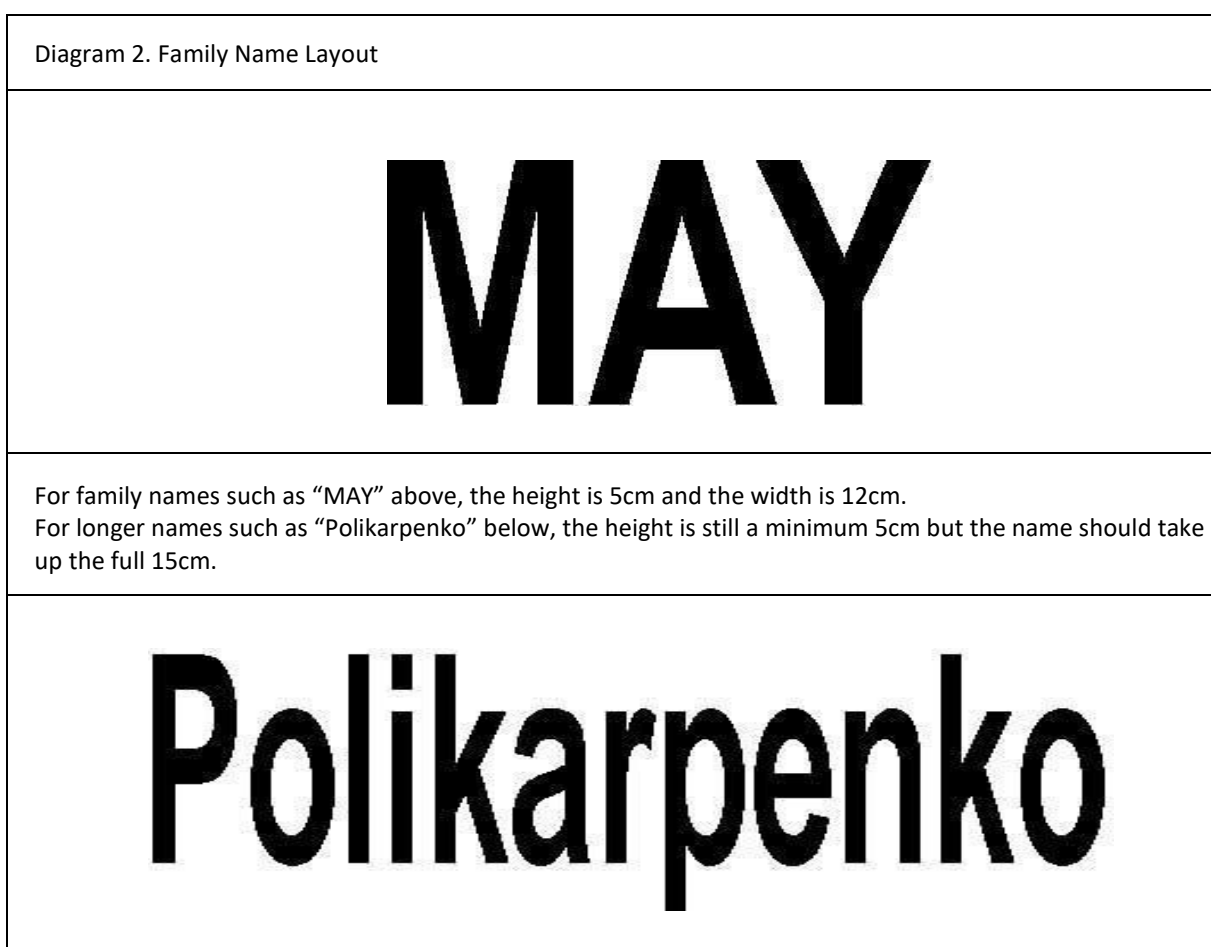 Diagram 2. Family Name Layout
MAY
For family names such as “MAY” above, the height is 5cm and the width is 12cm.
For longer names such as “Polikarpenko” below, the height is still a minimum 5cm but the name should take
up the full 15cm.
Polikarpenko